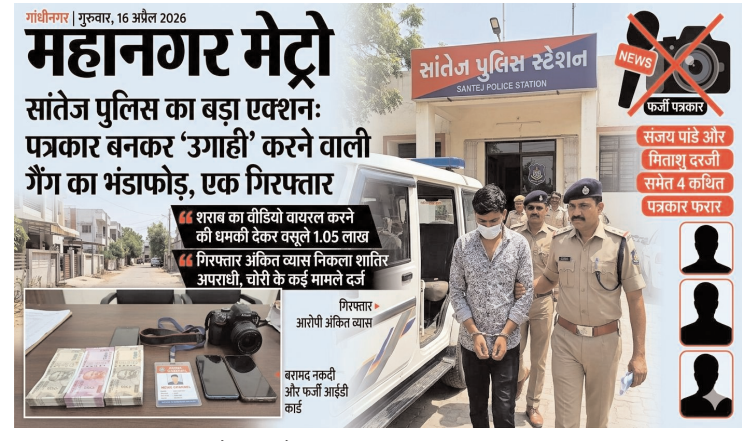 गांधीनगर | गुरुवार, 16 अप्रैल 2026
महानगर मेट्रो
सांतेज पुलिस का बड़ा एक्शनः
पत्रकार बनकर ‘उगाही’ करने वाली
गैंग का भंडाफोड़, एक गिरफ्तार
“ शराब का वीडियो वायरल करने
की धमकी देकर वसूले 1.05 लाख
“ गिरफ्तार अंकित व्यास निकला शातिर
अपराधी, चोरी के कई मामले दर्ज
સાંતેજ પુલિસ સ્ટેશન
SANTEJ POLICE STATION
NEWS
फर्जी पत्रकार
संजय पांडे और
मिताशु दरजी
समेत 4 कथित
पत्रकार फरार
गिरफ्तार
आरोपी अंकित व्यास
बरामद नकदी
और फर्जी आईडी
कार्ड